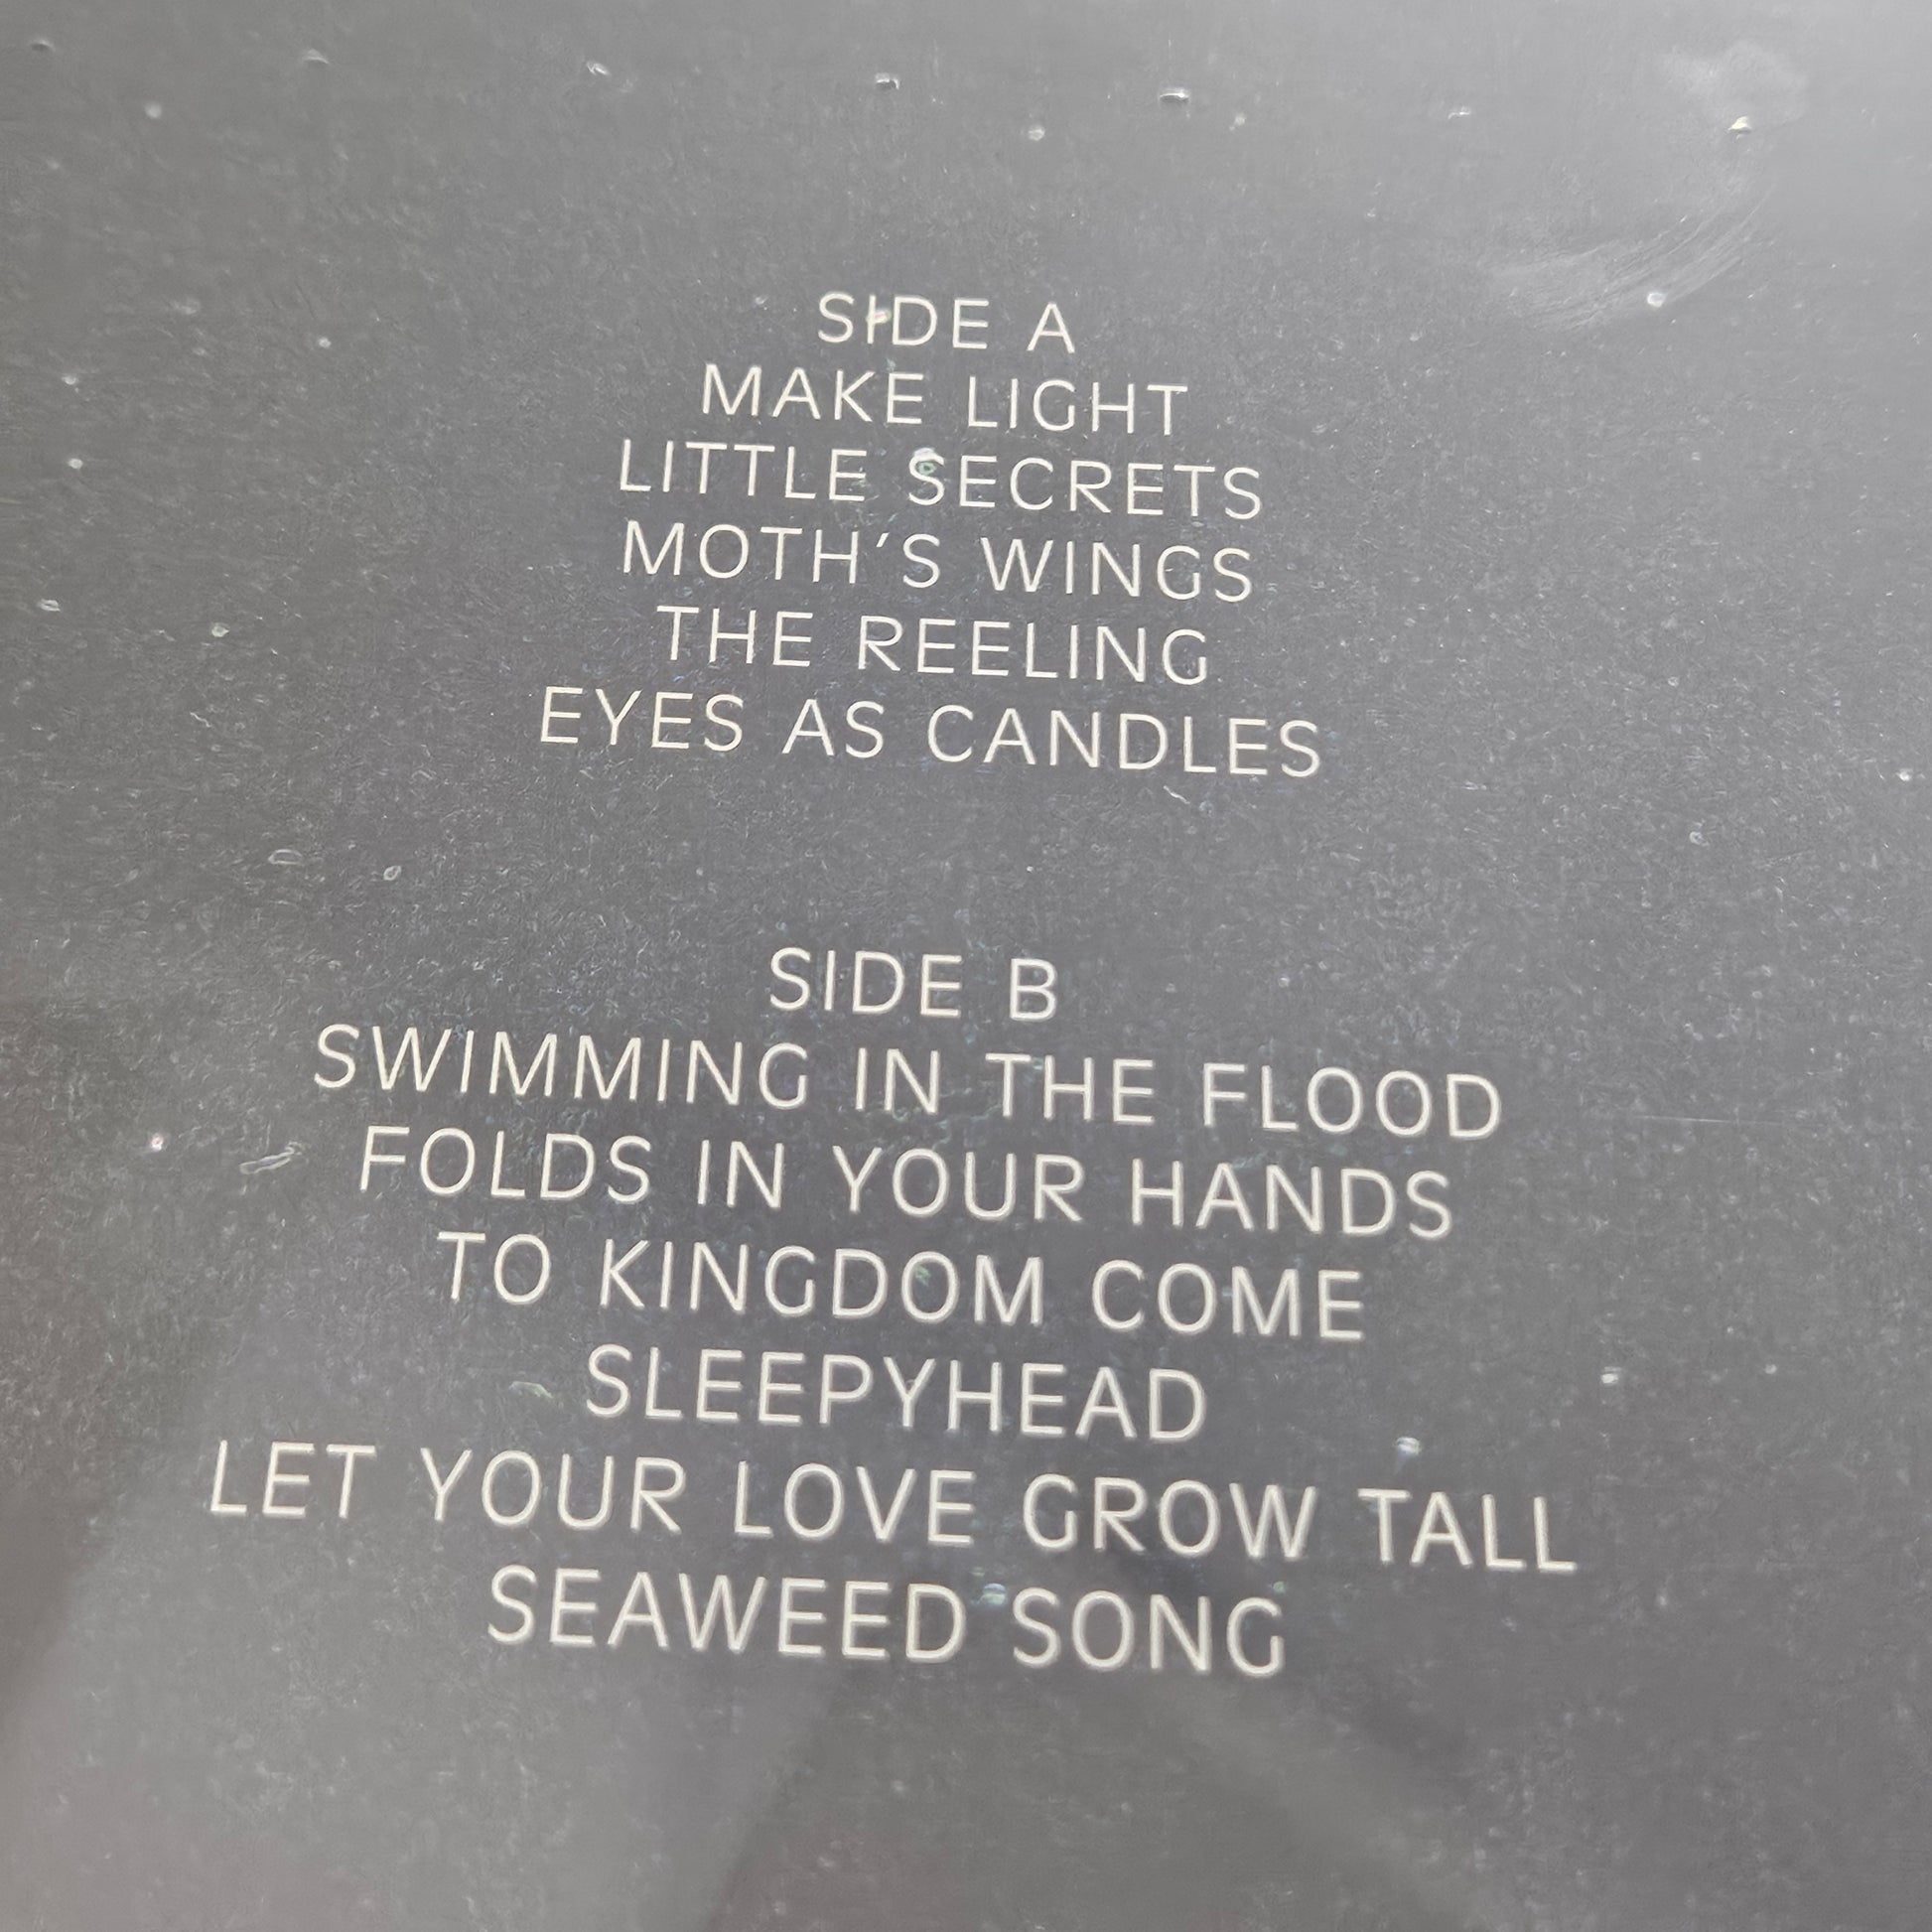 SIDE A
MAKE LIGHT
LITTLE SECRETS
MOTH'S WINGS
THE REELING
EYES AS CANDLES
SIDE B
SWIMMING IN THE FLOOD
FOLDS IN YOUR HANDS
TO KINGDOM COME
SLEEPYHEAD
LET YOUR LOVE GROW TALL
SEAWEED SONG